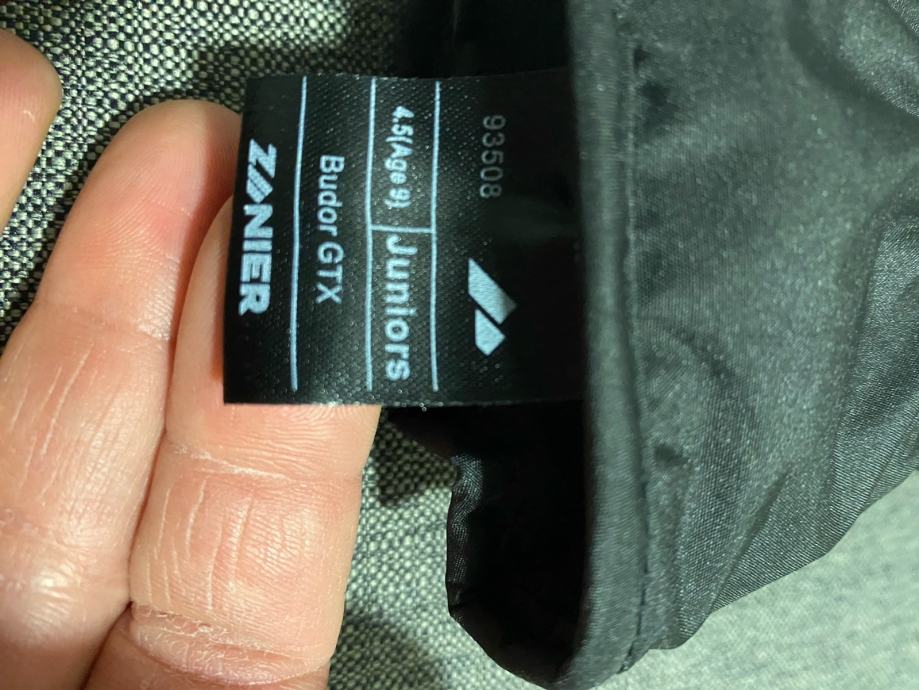 93508
4.5(Age 9) Juniors
Budor GTX
ZANIER